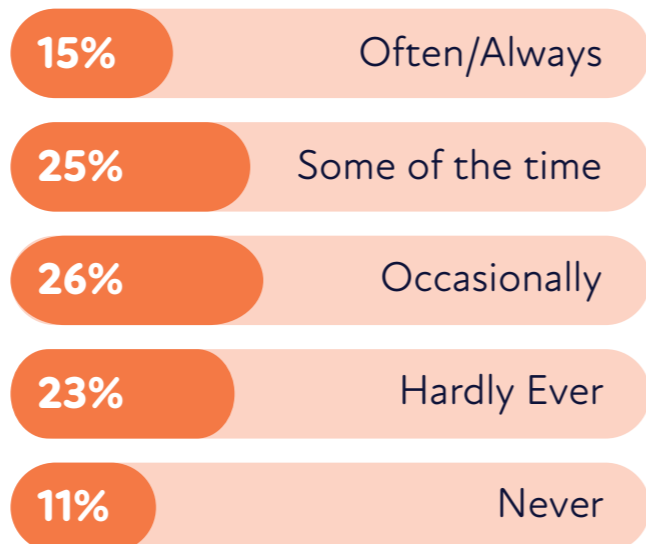 15% Often/Always
25% Some of the time
26% Occasionally
23% Hardly Ever
11% Never